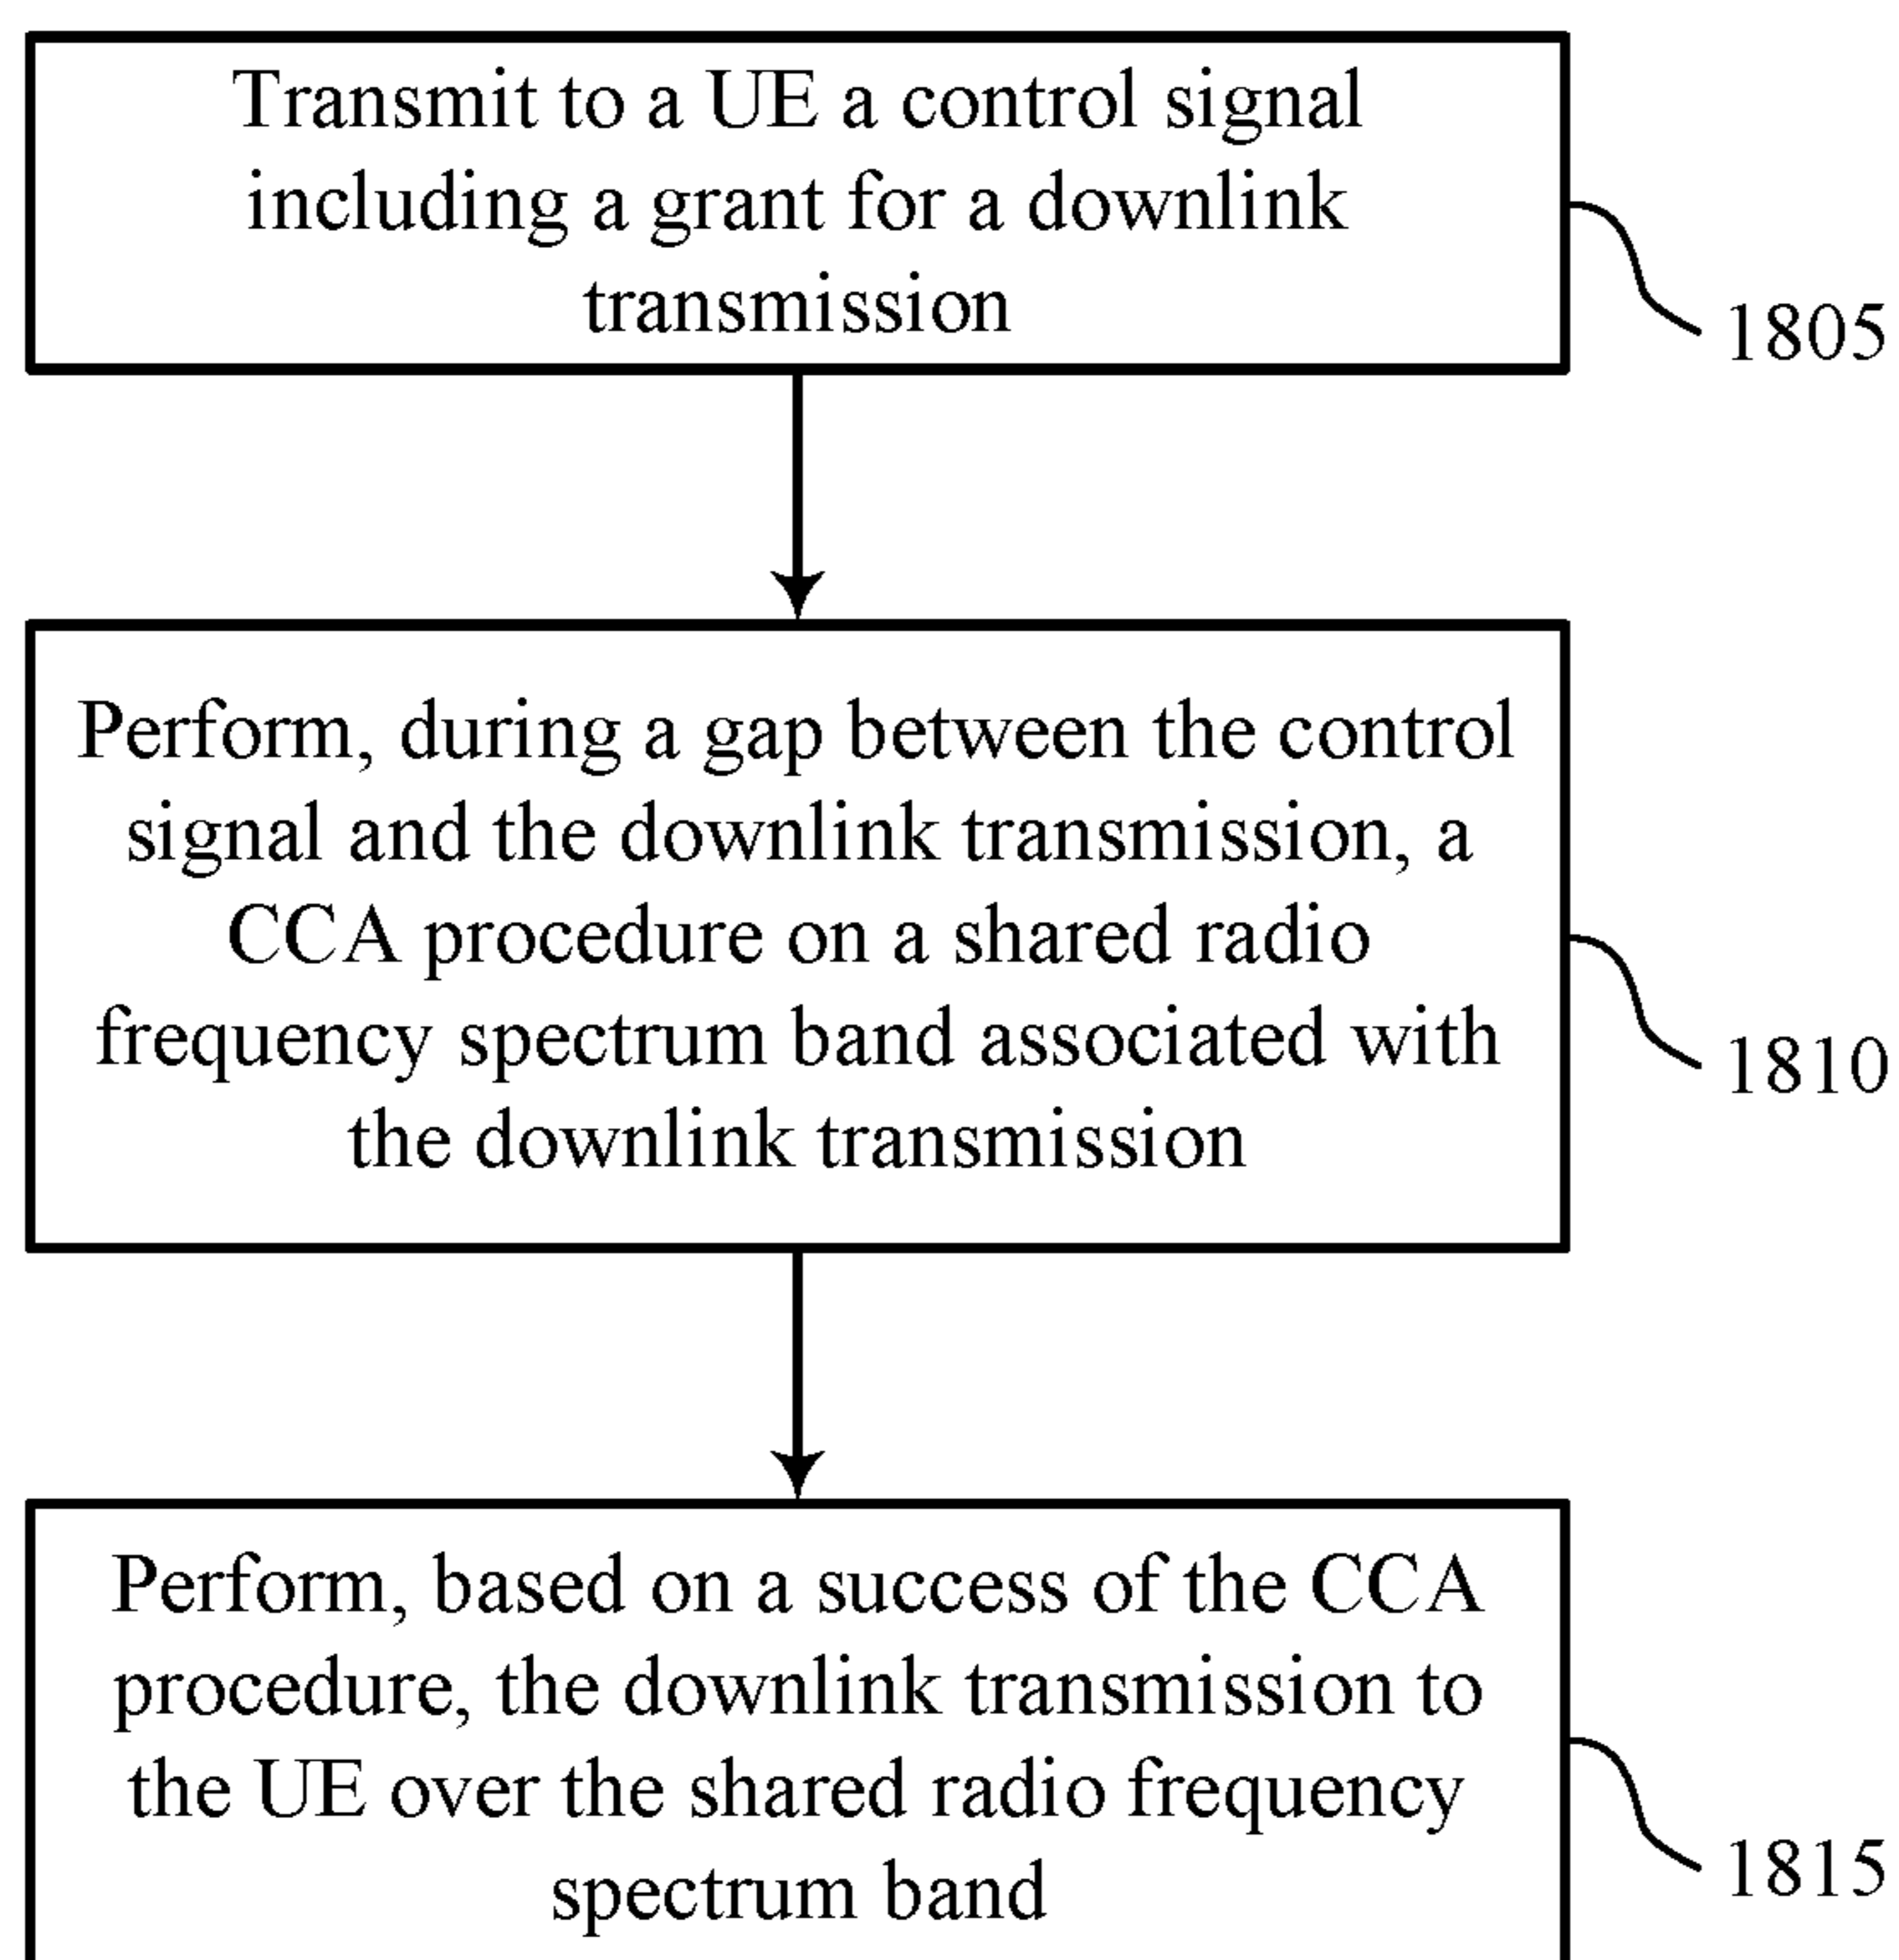 Transmit to a UE a control signal
including a grant for a downlink
transmission
1805
Perform, during a gap between the control
signal and the downlink transmission, a
CCA procedure on a shared radio
frequency spectrum band associated with
the downlink transmission
1810
Perform, based on a success of the CCA
procedure, the downlink transmission to
the UE over the shared radio frequency
spectrum band
1815